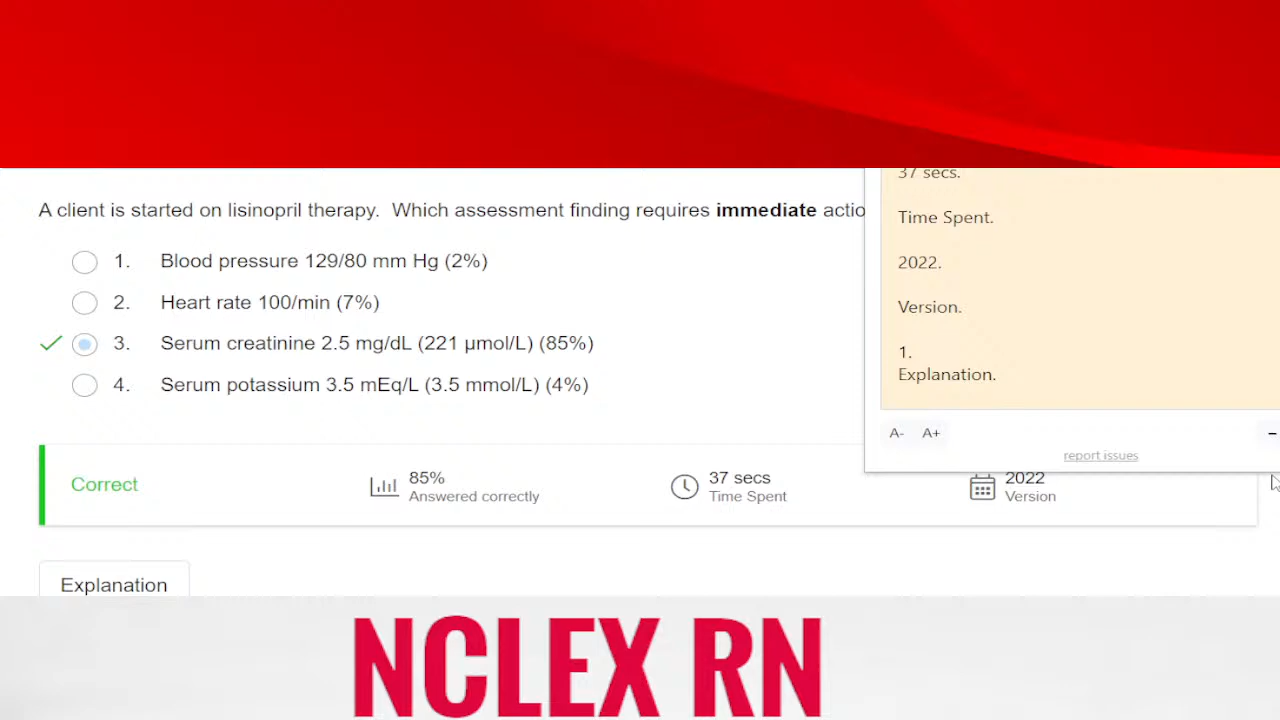 A client is started on lisinopril therapy.  Which assessment finding requires immediate actio
1. Blood pressure 129/80 mm Hg (2%)
2. Heart rate 100/min (7%)
3. Serum creatinine 2.5 mg/dL (221 μmol/L) (85%)
4. Serum potassium 3.5 mEq/L (3.5 mmol/L) (4%)
37 secs.
Time Spent.
2022.
Version.
1.
Explanation.
A- A+ –
report issues
Correct
85%
Answered correctly
37 secs
Time Spent
2022
Version
Explanation
NCLEX RN